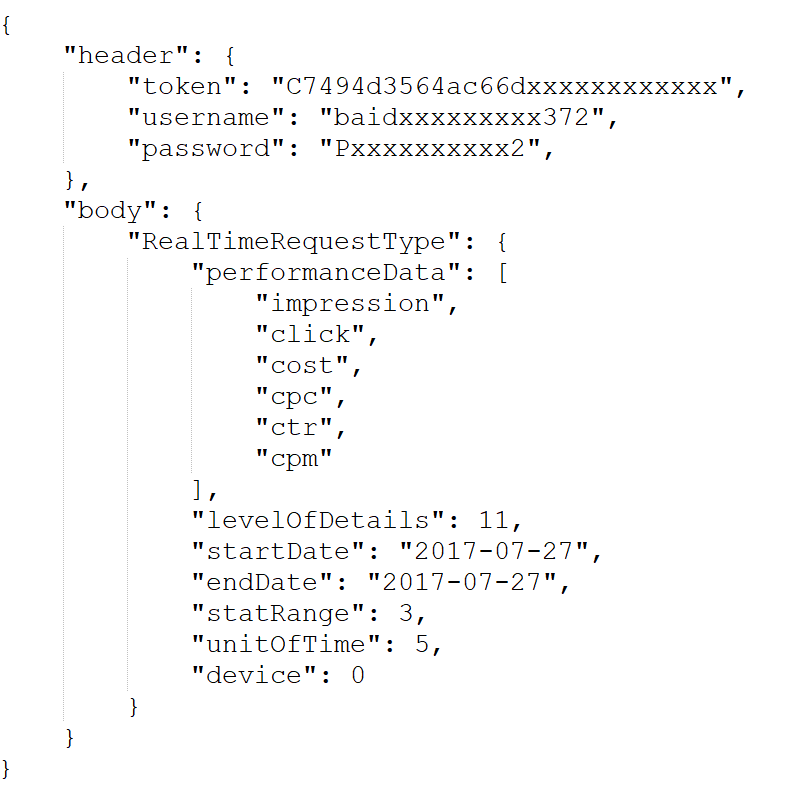 {
    "header": {
        "token": "C7494d3564ac66dxxxxxxxxxxxx",
        "username": "baidxxxxxxxxx372",
        "password": "Pxxxxxxxxxx2",
    },
    "body": {
        "RealTimeRequestType": {
            "performanceData": [
                "impression",
                "click",
                "cost",
                "cpc",
                "ctr",
                "cpm"
            ],
            "levelOfDetails": 11,
            "startDate": "2017-07-27",
            "endDate": "2017-07-27",
            "statRange": 3,
            "unitOfTime": 5,
            "device": 0
        }
    }
}